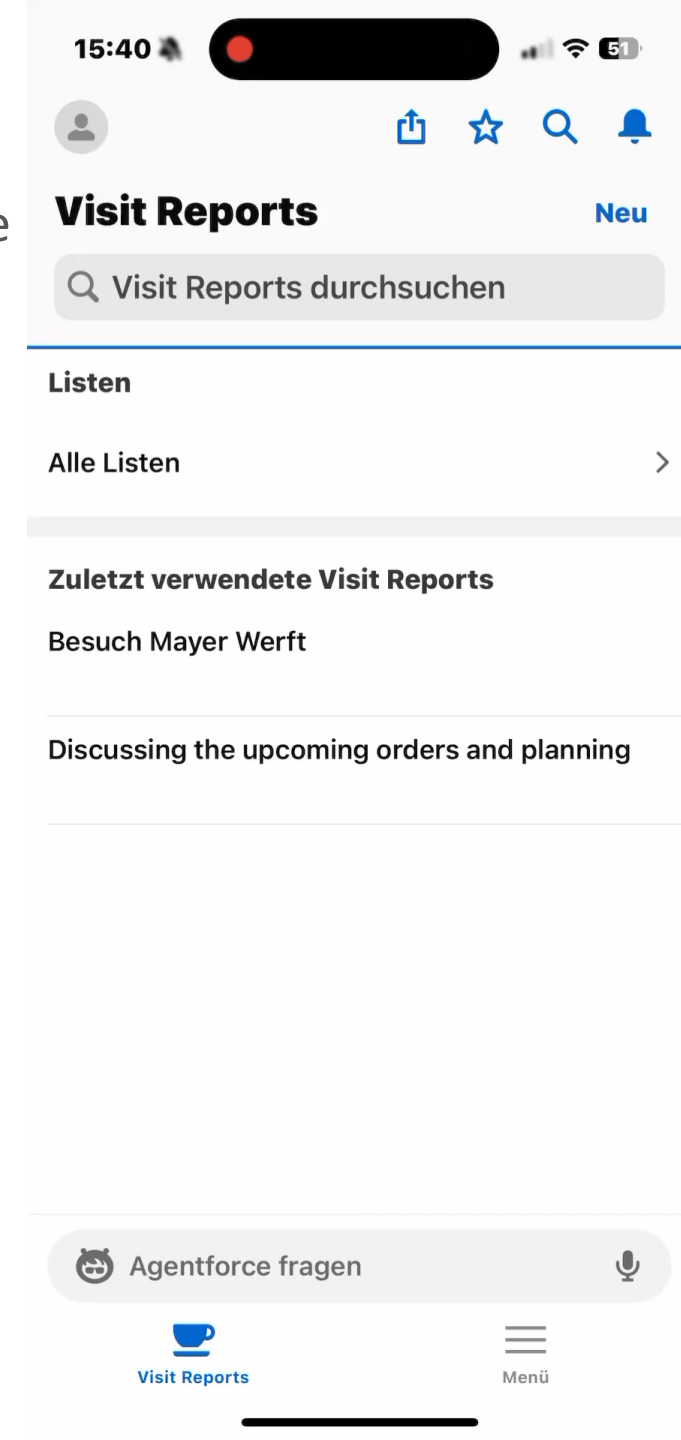 15:40
51
Visit Reports
Neu
e
Visit Reports durchsuchen
Listen
Alle Listen
Zuletzt verwendete Visit Reports
Besuch Mayer Werft
Discussing the upcoming orders and planning
Agentforce fragen
Visit Reports
Menü